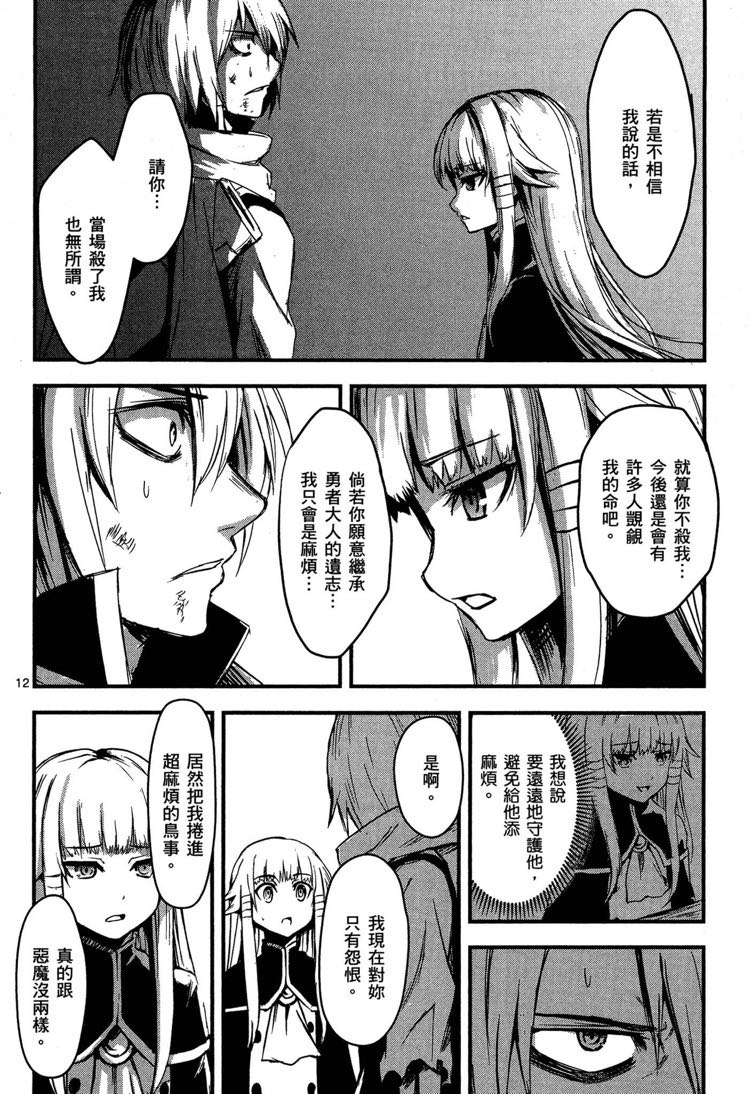 若是不相信
我說的話，
請你…
當場殺了我
也無所謂。
就算你不殺我…
今後還是會有
許多人覬覦
我的命吧。
倘若你願意繼承
勇者大人的遺志…
我只會是麻煩…
我想說
要遠遠地守護他，
避免給他添
麻煩。
是啊。
我現在對妳
只有怨恨。
居然把我捲進
超麻煩的鳥事。
真的跟
惡魔沒兩樣。
12